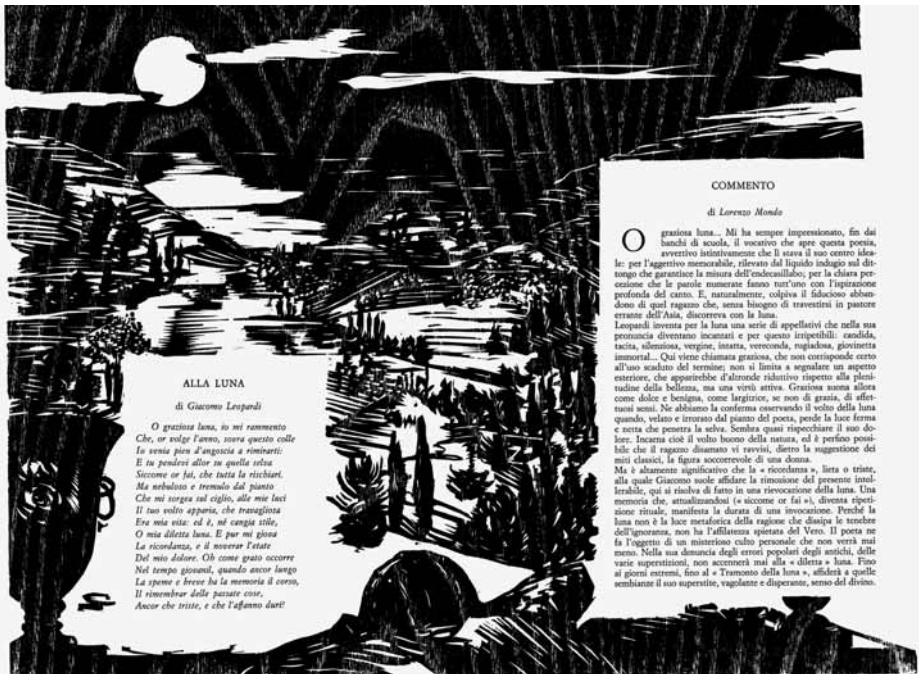 ALLA LUNA
di Giacomo Leopardi
O graziosa luna, io mi rammento
Che, or volge l'anno, sovra questo colle
Io venia pien d'angoscia a rimirarti:
E tu pendevi allor su quella selva
Siccome or fai, che tutta la rischiari.
Ma nebuloso e tremulo dal pianto
Che mi sorgea sul ciglio, alle mie luci
Il tuo volto apparia, che travagliosa
Era mia vita: ed è, nè cangia stile,
O mia diletta luna. E pur mi giova
La ricordanza, e il noverar l'etate
Del mio dolore. Oh come grato occorre
Nel tempo giovanil, quando ancor lungo
La speme e breve ha la memoria il corso,
Il rimembrar delle passate cose,
Ancor che triste, e che l'affanno duri!
COMMENTO
di Lorenzo Mondo
O graziosa luna... Mi ha sempre impressionato, fin dai
banchi di scuola, il vocativo che apre questa poesia,
avvertivo istintivamente che lì stava il suo centro idea-
le: per l'aggettivo memorabile, rilevato dal liquido indugio sul dit-
tongo che garantisce la misura dell'endecasillabo; per la chiara per-
cezione che le parole numerate fanno tutt'uno con l'ispirazione
profonda del canto. E, naturalmente, colpiva il fiducioso abban-
dono di quel ragazzo che, senza bisogno di travestirsi in pastore
errante dell'Asia, discorreva con la luna.
Leopardi inventa per la luna una serie di appellativi che nella sua
pronuncia diventano incantati e per questo irripetibili: candida,
tacita, silenziosa, vergine, intatta, vereconda, rugiadosa, giovinetta
immortal... Qui viene chiamata graziosa, che non corrisponde certo
all'uso scaduto del termine; non si limita a segnalare un aspetto
esteriore, che apparirebbe d'altronde riduttivo rispetto alla pleni-
tudine della bellezza, ma una virtù attiva. Graziosa suona allora
come dolce e benigna, come largitrice, se non di grazia, di affet-
tuosi sensi. Ne abbiamo la conferma osservando il volto della luna
quando, velato e irrorato dal pianto del poeta, perde la luce ferma
e netta che penetra la selva. Sembra quasi rispecchiare il suo do-
lore. Incarna cioè il volto buono della natura, ed è perfino possi-
bile che il ragazzo disamato vi ravvisi, dietro la suggestione dei
miti classici, la figura soccorrevole di una donna.
Ma è altamente significativo che la « ricordanza », lieta o triste,
alla quale Giacomo suole affidare la rimozione del presente intol-
lerabile, qui si risolva di fatto in una rievocazione della luna. Una
memoria che, attualizzandosi (« siccome or fai »), diventa ripeti-
zione rituale, manifesta la durata di una invocazione. Perché la
luna non è la luce metaforica della ragione che dissipa le tenebre
dell'ignoranza, non ha l'affilatezza spietata del Vero. Il poeta ne
fa l'oggetto di un misterioso culto personale che non verrà mai
meno. Nella sua denuncia degli errori popolari degli antichi, delle
varie superstizioni, non accennerà mai alla « diletta » luna. Fino
ai giorni estremi, fino al « Tramonto della luna », affiderà a quelle
sembianze il suo superstite, vagolante e disperante, senso del divino.